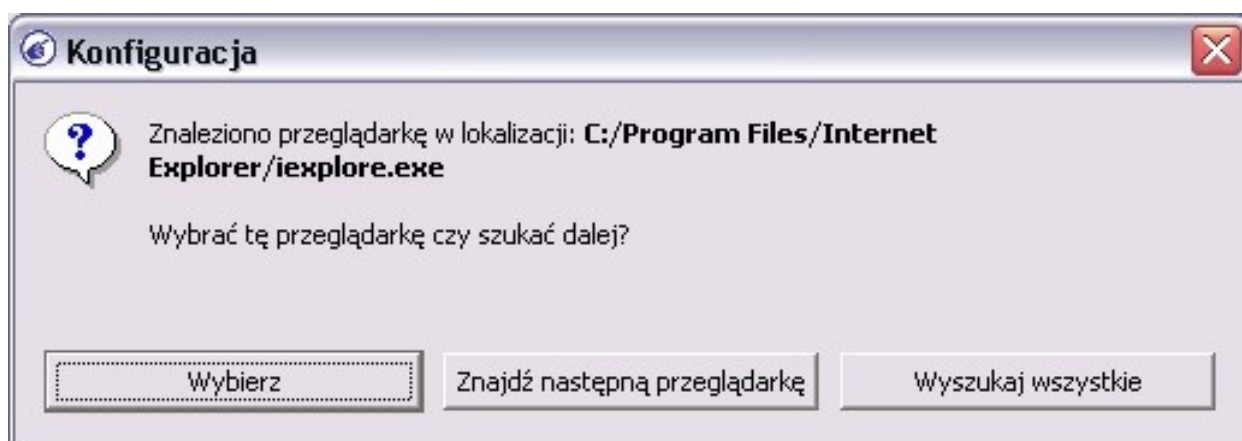 Konfiguracja
Znaleziono przeglądarkę w lokalizacji: C:/Program Files/Internet
Explorer/iexplore.exe
Wybrać tę przeglądarkę czy szukać dalej?
Wybierz
Znajdź następną przeglądarkę
Wyszukaj wszystkie